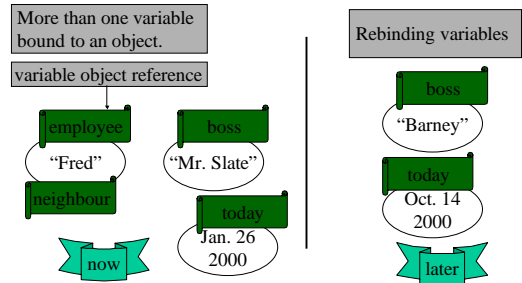 More than one variable
bound to an object.
variable object reference
employee
“Fred”
neighbour
boss
“Mr. Slate”
today
Jan. 26
2000
now
Rebinding variables
boss
“Barney”
today
Oct. 14
2000
later